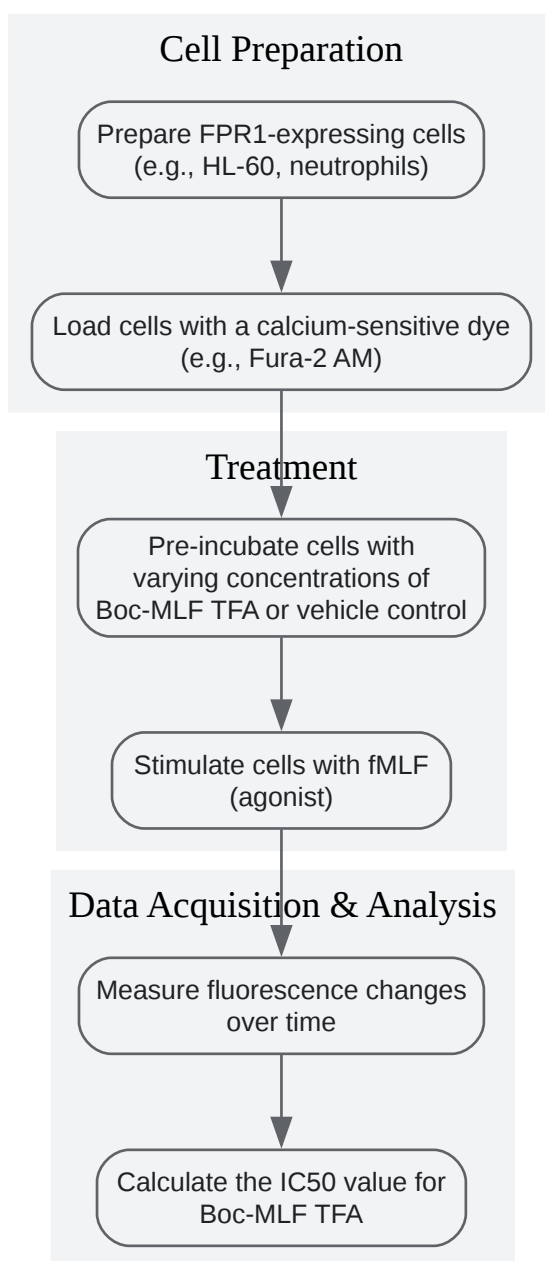 Cell Preparation
Prepare FPR1-expressing cells
(e.g., HL-60, neutrophils)
Load cells with a calcium-sensitive dye
(e.g., Fura-2 AM)
Treatment
Pre-incubate cells with
varying concentrations of
Boc-MLF TFA or vehicle control
Stimulate cells with fMLF
(agonist)
Data Acquisition & Analysis
Measure fluorescence changes
over time
Calculate the IC50 value for
Boc-MLF TFA